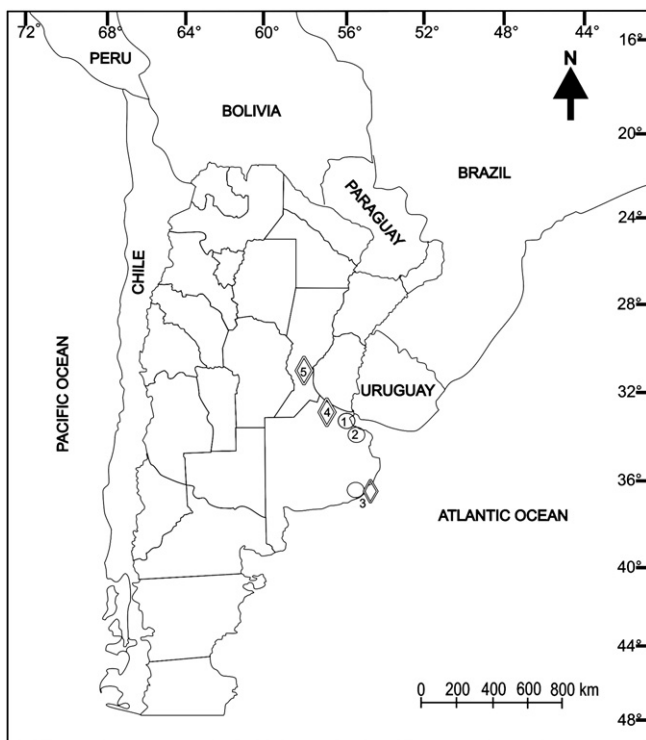 72° 68° 64° 60° 56° 52° 48° 44°
16°
PERU
N
BOLIVIA
20°
BRAZIL
PARAGUAY
24°
CHILE
28°
5
URUGUAY
32°
PACIFIC OCEAN
4
1
2
36°
3
ATLANTIC OCEAN
40°
44°
0 200 400 600 800 km
48°